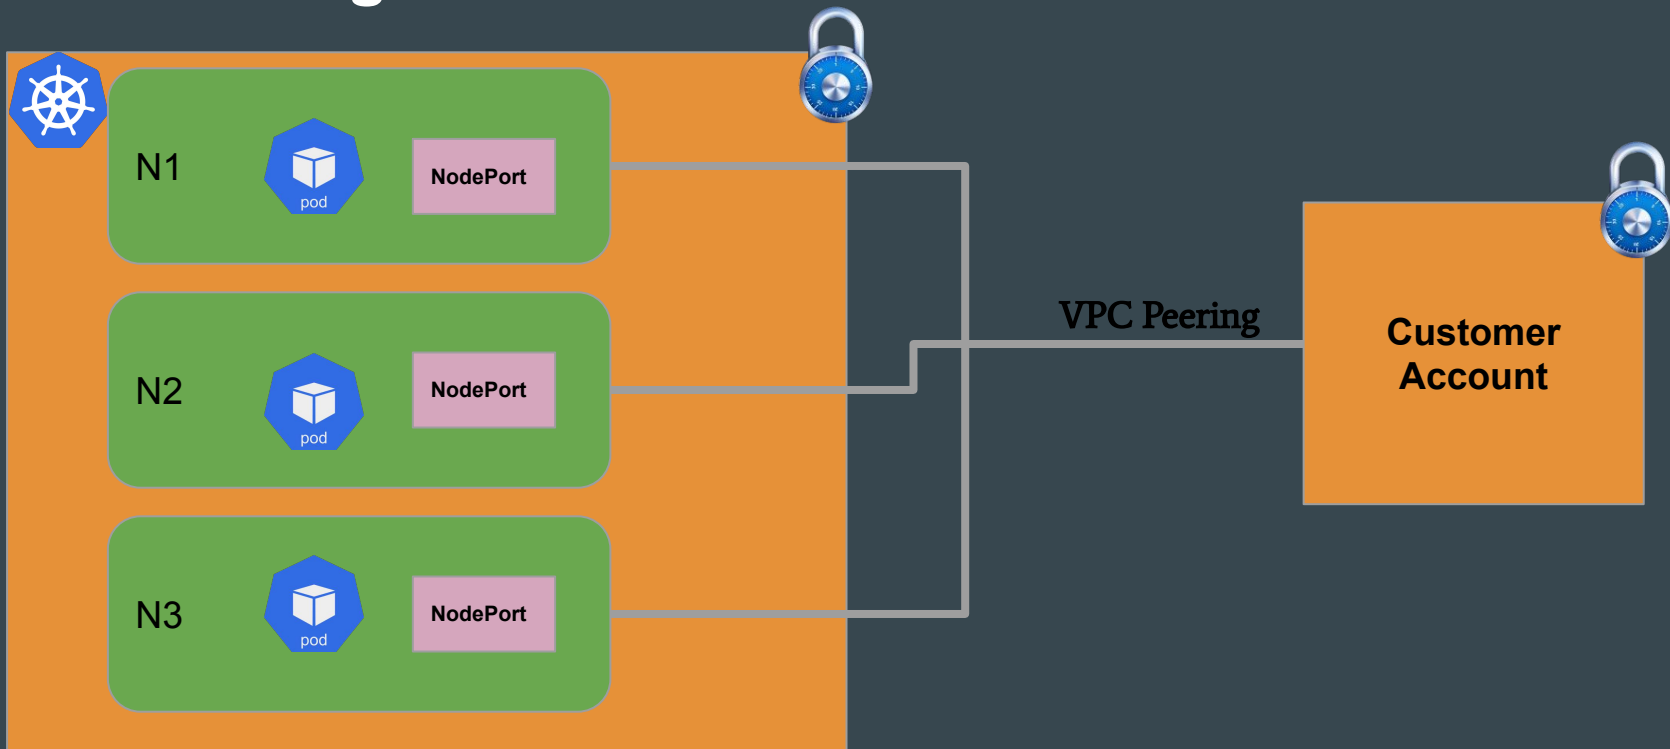 N1
pod
NodePort
N2
pod
NodePort
N3
pod
NodePort
VPC Peering
Customer
Account